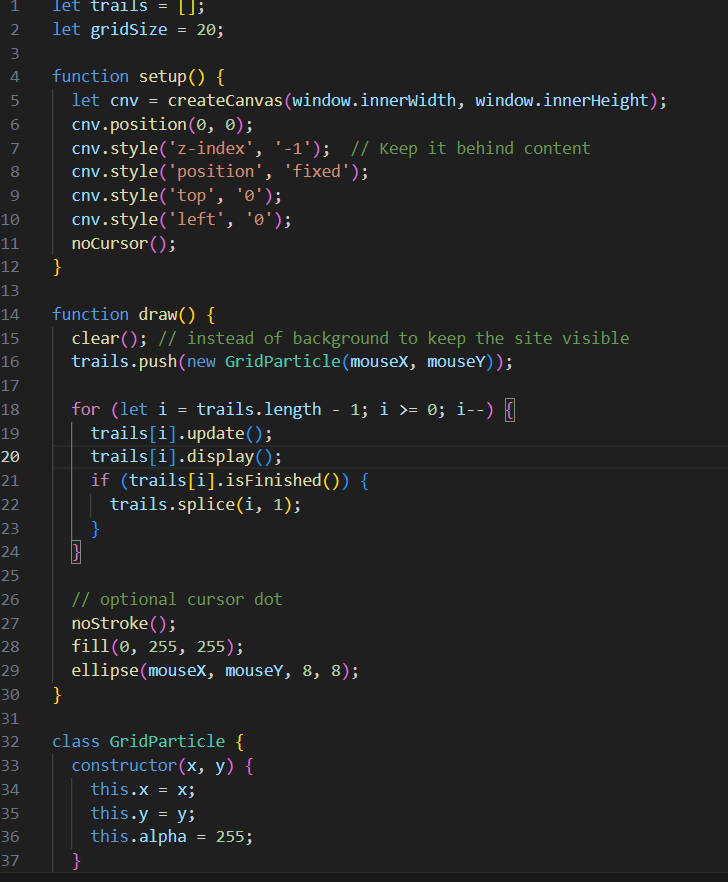 1 let trails = [];
2 let gridSize = 20;
3
4 function setup() {
5   let cnv = createCanvas(window.innerWidth, window.innerHeight);
6   cnv.position(0, 0);
7   cnv.style('z-index', '-1');  // Keep it behind content
8   cnv.style('position', 'fixed');
9   cnv.style('top', '0');
10   cnv.style('left', '0');
11   noCursor();
12 }
13
14 function draw() {
15   clear(); // instead of background to keep the site visible
16   trails.push(new GridParticle(mouseX, mouseY));
17
18   for (let i = trails.length - 1; i >= 0; i--) {
19     trails[i].update();
20     trails[i].display();
21     if (trails[i].isFinished()) {
22       trails.splice(i, 1);
23     }
24   }
25
26   // optional cursor dot
27   noStroke();
28   fill(0, 255, 255);
29   ellipse(mouseX, mouseY, 8, 8);
30 }
31
32 class GridParticle {
33   constructor(x, y) {
34     this.x = x;
35     this.y = y;
36     this.alpha = 255;
37   }